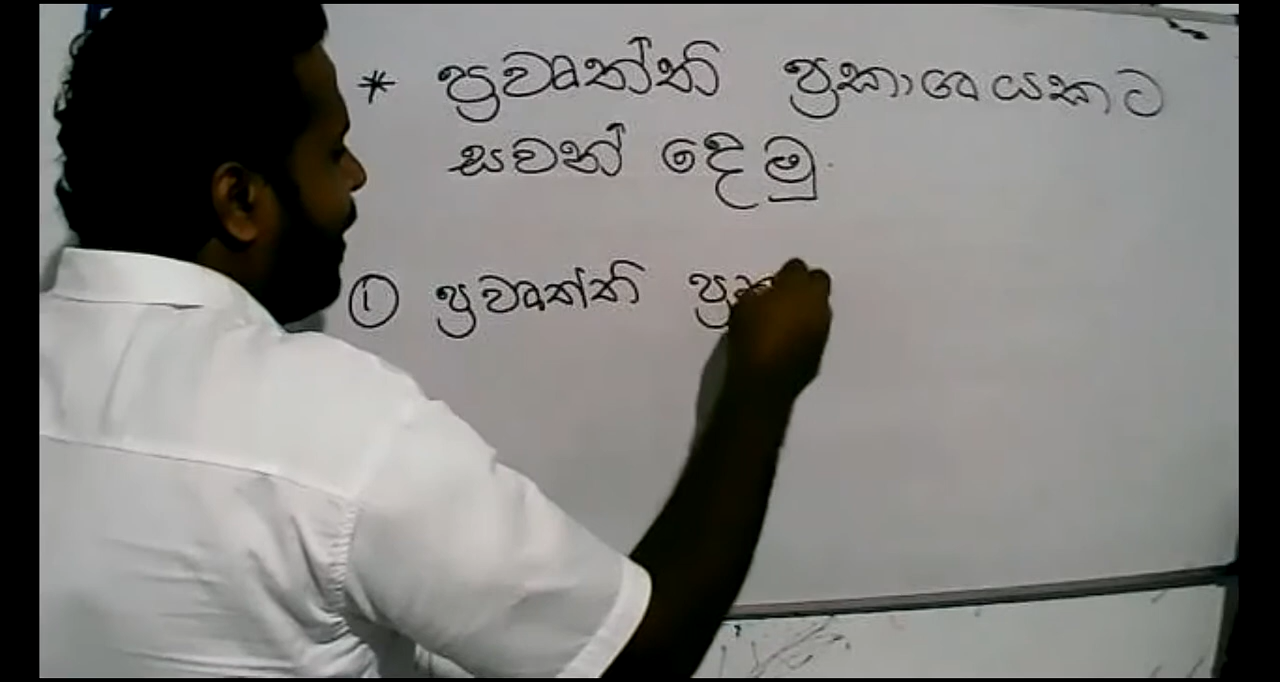 * ප්‍රවෘත්ති ප්‍රකාශයකට
සවන් දෙමු.
① ප්‍රවෘත්ති